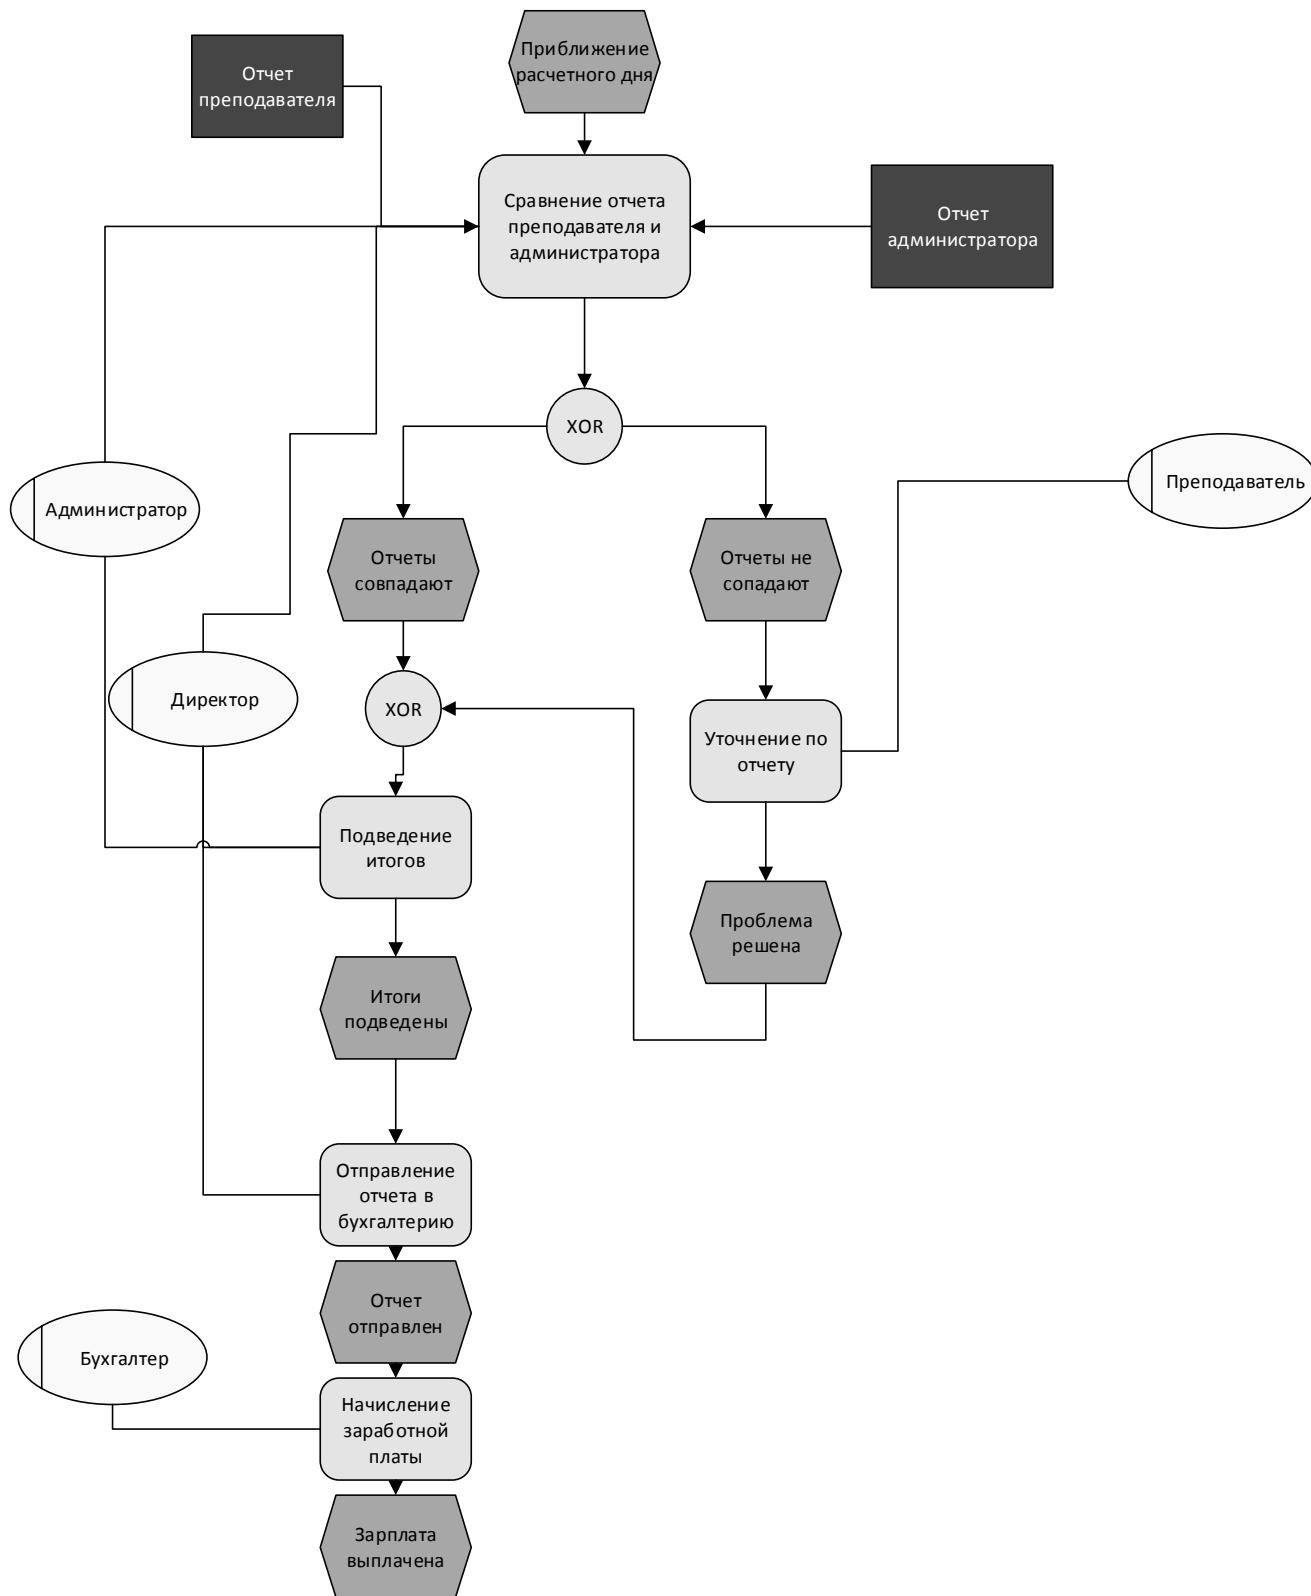 Приближение
расчетного дня
Отчет
преподавателя
Сравнение отчета
преподавателя и
администратора
Отчет
администратора
XOR
Администратор
Преподаватель
Отчеты
совпадают
Отчеты не
сопадают
Директор
XOR
Уточнение по
отчету
Подведение
итогов
Проблема
решена
Итоги
подведены
Отправление
отчета в
бухгалтерию
Отчет
отправлен
Бухгалтер
Начисление
заработной
платы
Зарплата
выплачена